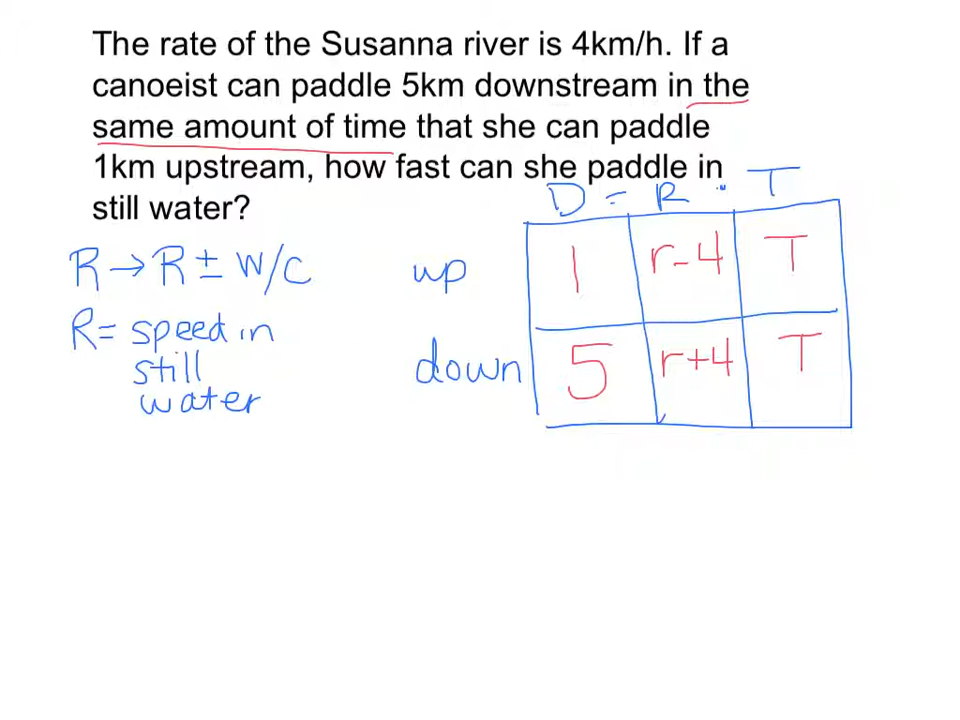 The rate of the Susanna river is 4km/h. If a
canoeist can paddle 5km downstream in the
same amount of time that she can paddle
1km upstream, how fast can she paddle in
still water?
D = R · T
R → R ± W/C
up 1 r-4 T
R = speed in
still
water
down 5 r+4 T